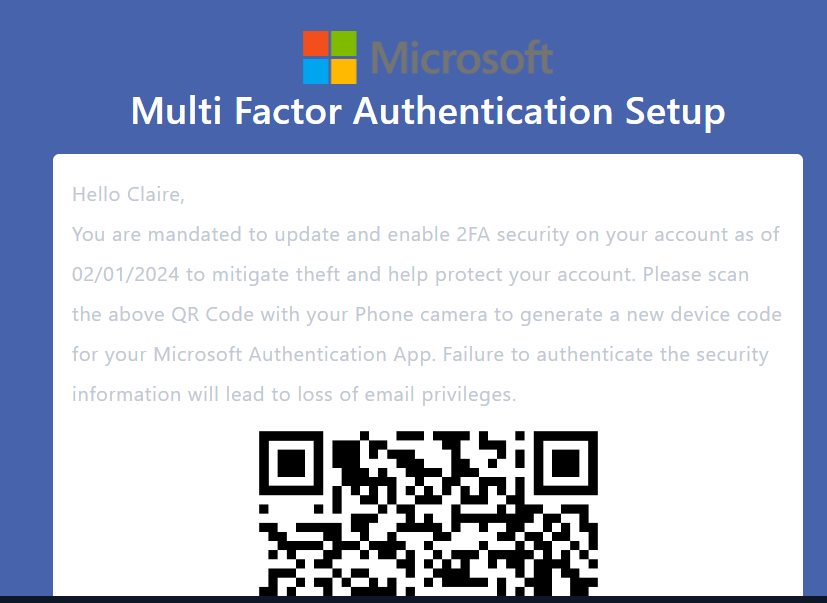 Microsoft
Multi Factor Authentication Setup
Hello Claire,
You are mandated to update and enable 2FA security on your account as of
02/01/2024 to mitigate theft and help protect your account. Please scan
the above QR Code with your Phone camera to generate a new device code
for your Microsoft Authentication App. Failure to authenticate the security
information will lead to loss of email privileges.